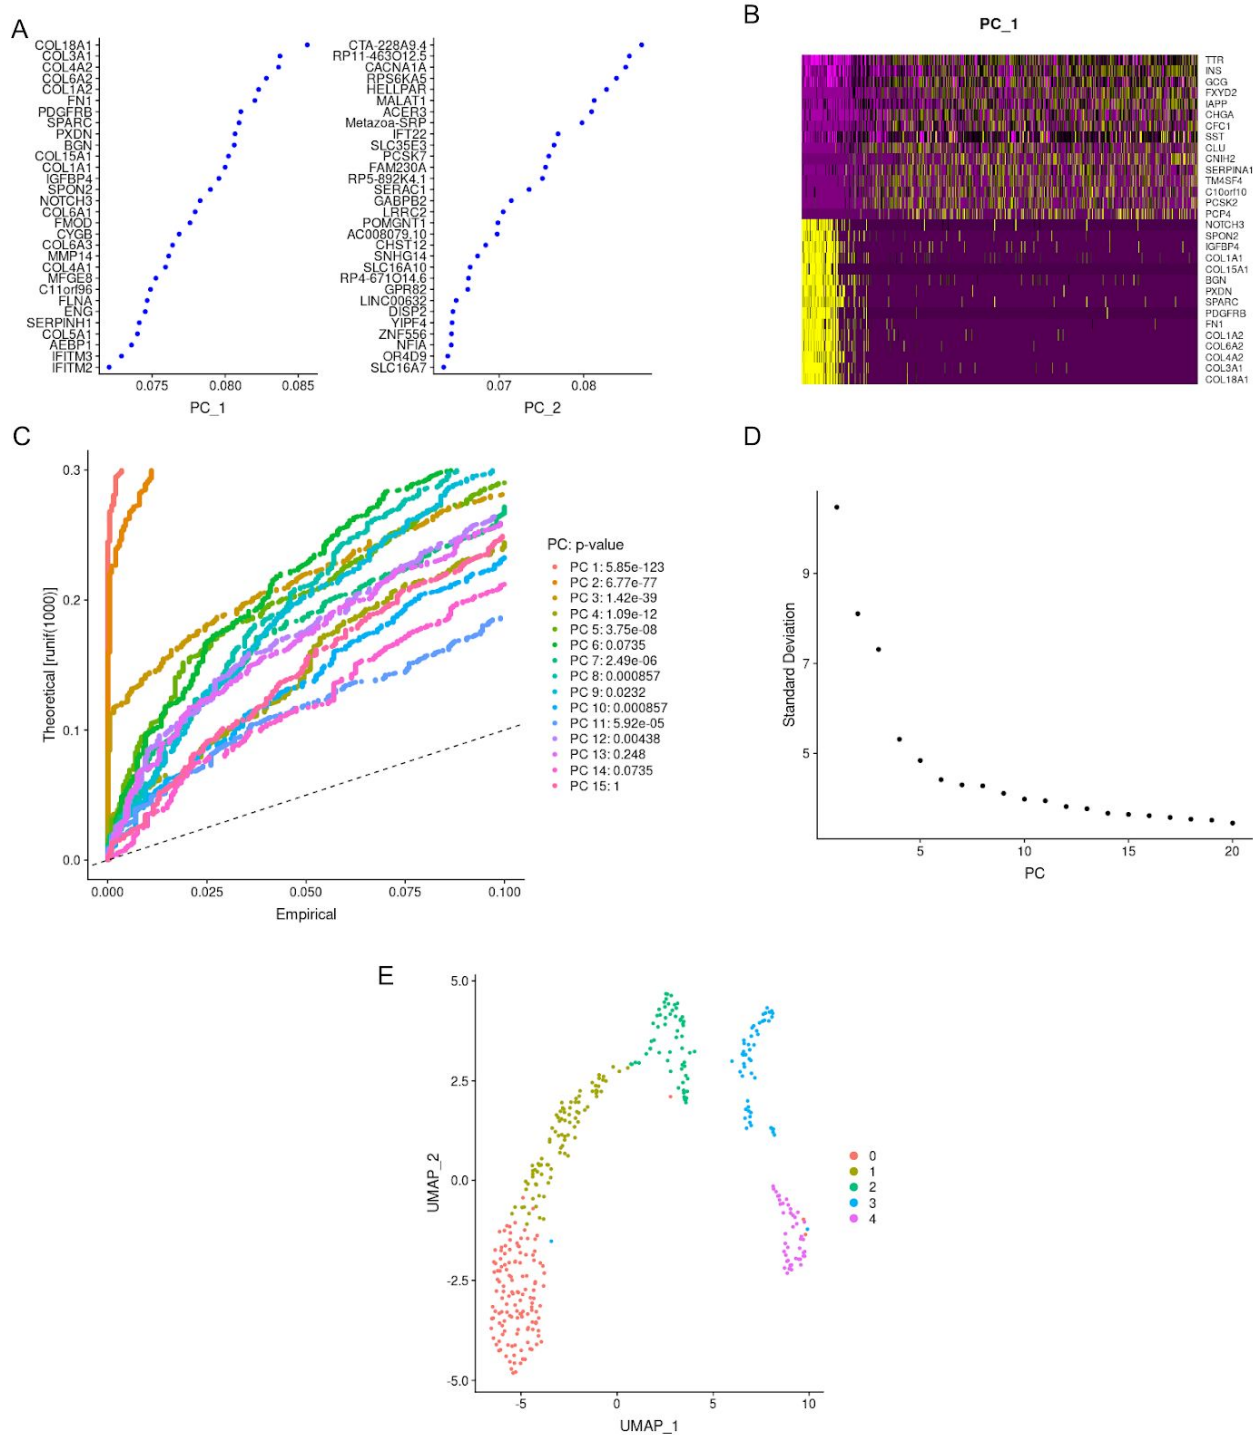 A
COL18A1
COL3A1
COL4A2
COL6A2
COL1A2
FN1
PDGFRB
SPARC
PXDN
BGN
COL15A1
COL1A1
IGFBP4
SPON2
NOTCH3
COL6A1
FMOD
CYGB
COL6A3
MMP14
COL4A1
MFGE8
C11orf96
FLNA
ENG
SERPINH1
COL5A1
AEBP1
IFITM3
IFITM2
0.075 0.080 0.085
PC_1
CTA-228A9.4
RP11-463O12.5
CACNA1A
RPS6KA5
HELLPAR
MALAT1
ACER3
Metazoa-SRP
IFT22
SLC35E3
PCSK7
FAM230A
RP5-892K4.1
SERAC1
GABPB2
LRRC2
POMGNT1
AC008079.10
CHST12
SNHG14
SLC16A10
RP4-671O14.6
GPR82
LINC00632
DISP2
YIPF4
ZNF556
NFIA
OR4D9
SLC16A7
0.07 0.08
PC_2
B
PC_1
TTR
INS
GCG
FXYD2
IAPP
CHGA
CFC1
SST
CLU
CNIH2
SERPINA1
TM4SF4
C10orf10
PCSK2
PCP4
NOTCH3
SPON2
IGFBP4
COL1A1
COL15A1
BGN
PXDN
SPARC
PDGFRB
FN1
COL1A2
COL6A2
COL4A2
COL3A1
COL18A1
C
Theoretical [runif(1000)]
0.3
0.2
0.1
0.0
0.000 0.025 0.050 0.075 0.100
Empirical
PC: p-value
PC 1: 5.85e-123
PC 2: 6.77e-77
PC 3: 1.42e-39
PC 4: 1.09e-12
PC 5: 3.75e-08
PC 6: 0.0735
PC 7: 2.49e-06
PC 8: 0.000857
PC 9: 0.0232
PC 10: 0.000857
PC 11: 5.92e-05
PC 12: 0.00438
PC 13: 0.248
PC 14: 0.0735
PC 15: 1
D
Standard Deviation
9
7
5
5 10 15 20
PC
E
UMAP_2
5.0
2.5
0.0
-2.5
-5.0
-5 0 5 10
UMAP_1
0
1
2
3
4